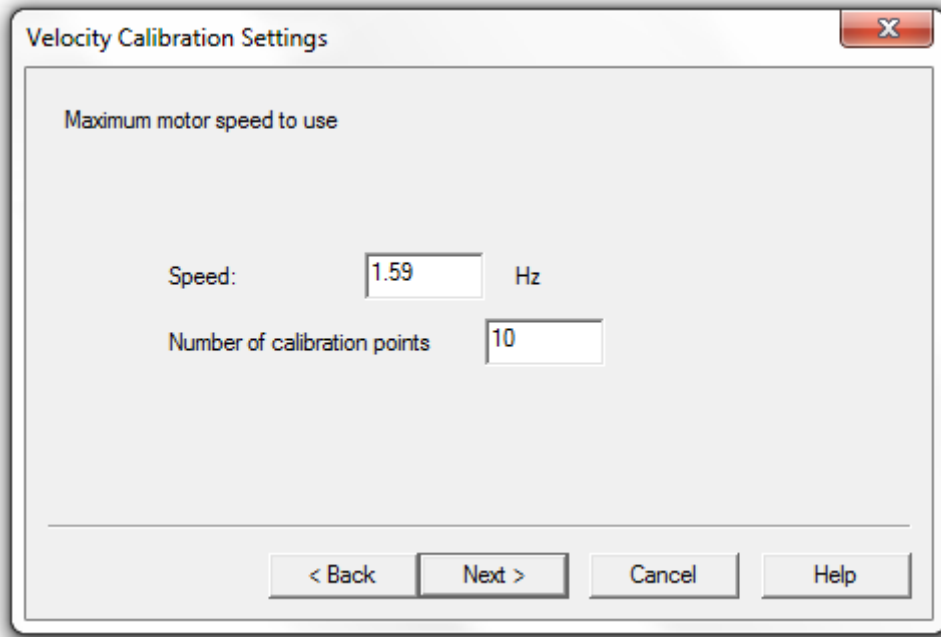 Velocity Calibration Settings
Maximum motor speed to use
Speed: 1.59 Hz
Number of calibration points 10
< Back Next > Cancel Help